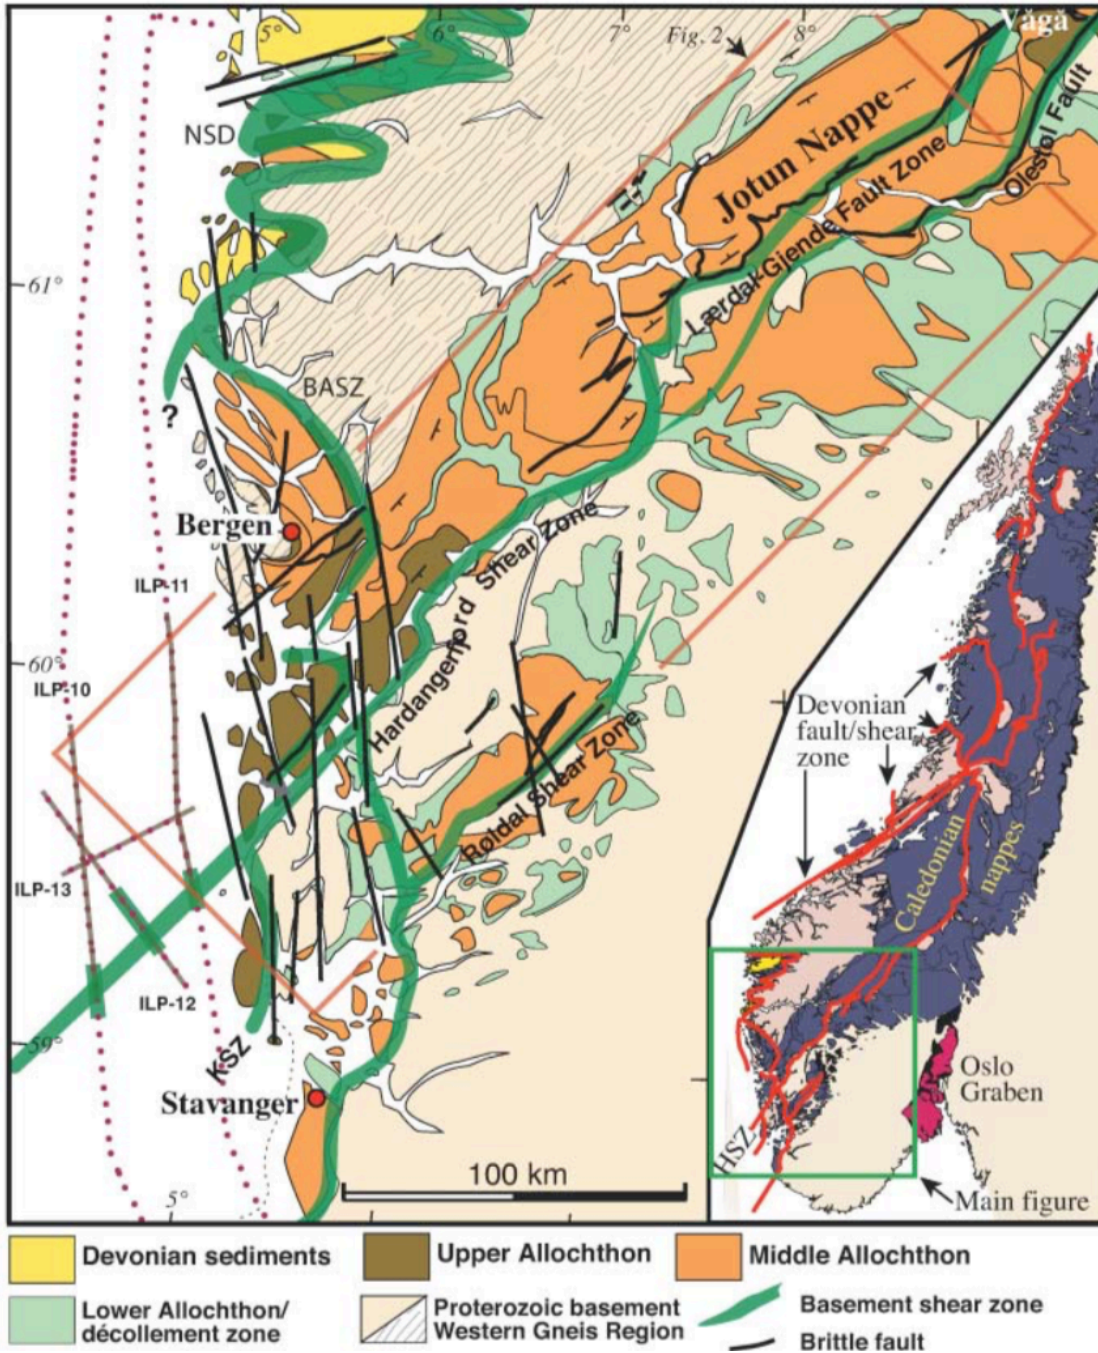 5°
6°
7°
8°
Fig. 2
Vågå
NSD
Jotun Nappe
Olestøl Fault
Lærdal-Gjende Fault Zone
61°
BASZ
?
Bergen
ILP-11
Hardangerfjord Shear Zone
60°
ILP-10
Røldal Shear Zone
Devonian
fault/shear
zone
Caledonian
nappes
ILP-13
ILP-12
59°
KSZ
Stavanger
Oslo
Graben
HSZ
100 km
Main figure
5°
Devonian sediments
Upper Allochthon
Middle Allochthon
Lower Allochthon/
décollement zone
Proterozoic basement
Western Gneis Region
Basement shear zone
Brittle fault